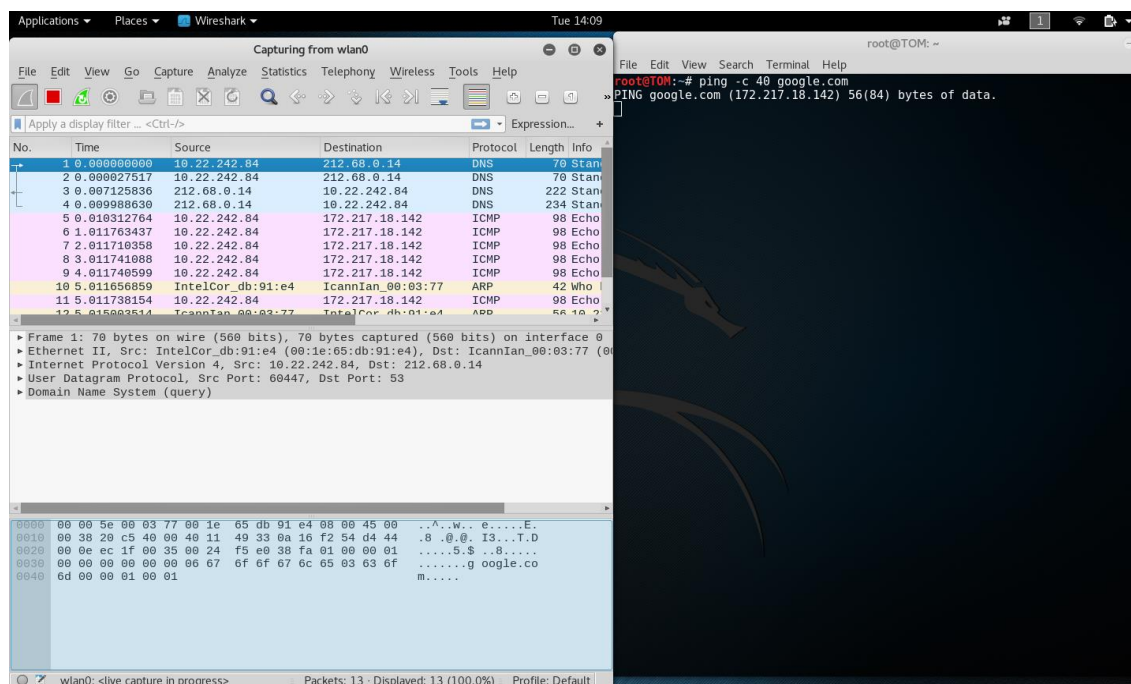 Applications Places Wireshark Tue 14:09 1
Capturing from wlan0
File Edit View Go Capture Analyze Statistics Telephony Wireless Tools Help
»
Apply a display filter ... <Ctrl-/> Expression... +
No. Time Source Destination Protocol Length Info
1 0.000000000 10.22.242.84 212.68.0.14 DNS 70 Stan
2 0.000027517 10.22.242.84 212.68.0.14 DNS 70 Stan
3 0.007125836 212.68.0.14 10.22.242.84 DNS 222 Stan
4 0.009988630 212.68.0.14 10.22.242.84 DNS 234 Stan
5 0.010312764 10.22.242.84 172.217.18.142 ICMP 98 Echo
6 1.011763437 10.22.242.84 172.217.18.142 ICMP 98 Echo
7 2.011710358 10.22.242.84 172.217.18.142 ICMP 98 Echo
8 3.011741088 10.22.242.84 172.217.18.142 ICMP 98 Echo
9 4.011740599 10.22.242.84 172.217.18.142 ICMP 98 Echo
10 5.011656859 IntelCor_db:91:e4 IcannIan_00:03:77 ARP 42 Who
11 5.011738154 10.22.242.84 172.217.18.142 ICMP 98 Echo
12 5.015003514 IcannIan_00:03:77 IntelCor_db:91:e4 ARP 56 10.2
Frame 1: 70 bytes on wire (560 bits), 70 bytes captured (560 bits) on interface 0
Ethernet II, Src: IntelCor_db:91:e4 (00:1e:65:db:91:e4), Dst: IcannIan_00:03:77 (00
Internet Protocol Version 4, Src: 10.22.242.84, Dst: 212.68.0.14
User Datagram Protocol, Src Port: 60447, Dst Port: 53
Domain Name System (query)
0000 00 00 5e 00 03 77 00 1e 65 db 91 e4 08 00 45 00 ..^..w.. e.....E.
0010 00 38 20 c5 40 00 40 11 49 33 0a 16 f2 54 d4 44 .8 .@.@. I3...T.D
0020 00 0e ec 1f 00 35 00 24 f5 e0 38 fa 01 00 00 01 .....5.$ ..8.....
0030 00 00 00 00 00 00 06 67 6f 6f 67 6c 65 03 63 6f .......g oogle.co
0040 6d 00 00 01 00 01 m.....
wlan0: <live capture in progress> Packets: 13 · Displayed: 13 (100.0%) Profile: Default
root@TOM: ~
File Edit View Search Terminal Help
root@TOM:~# ping -c 40 google.com
PING google.com (172.217.18.142) 56(84) bytes of data.